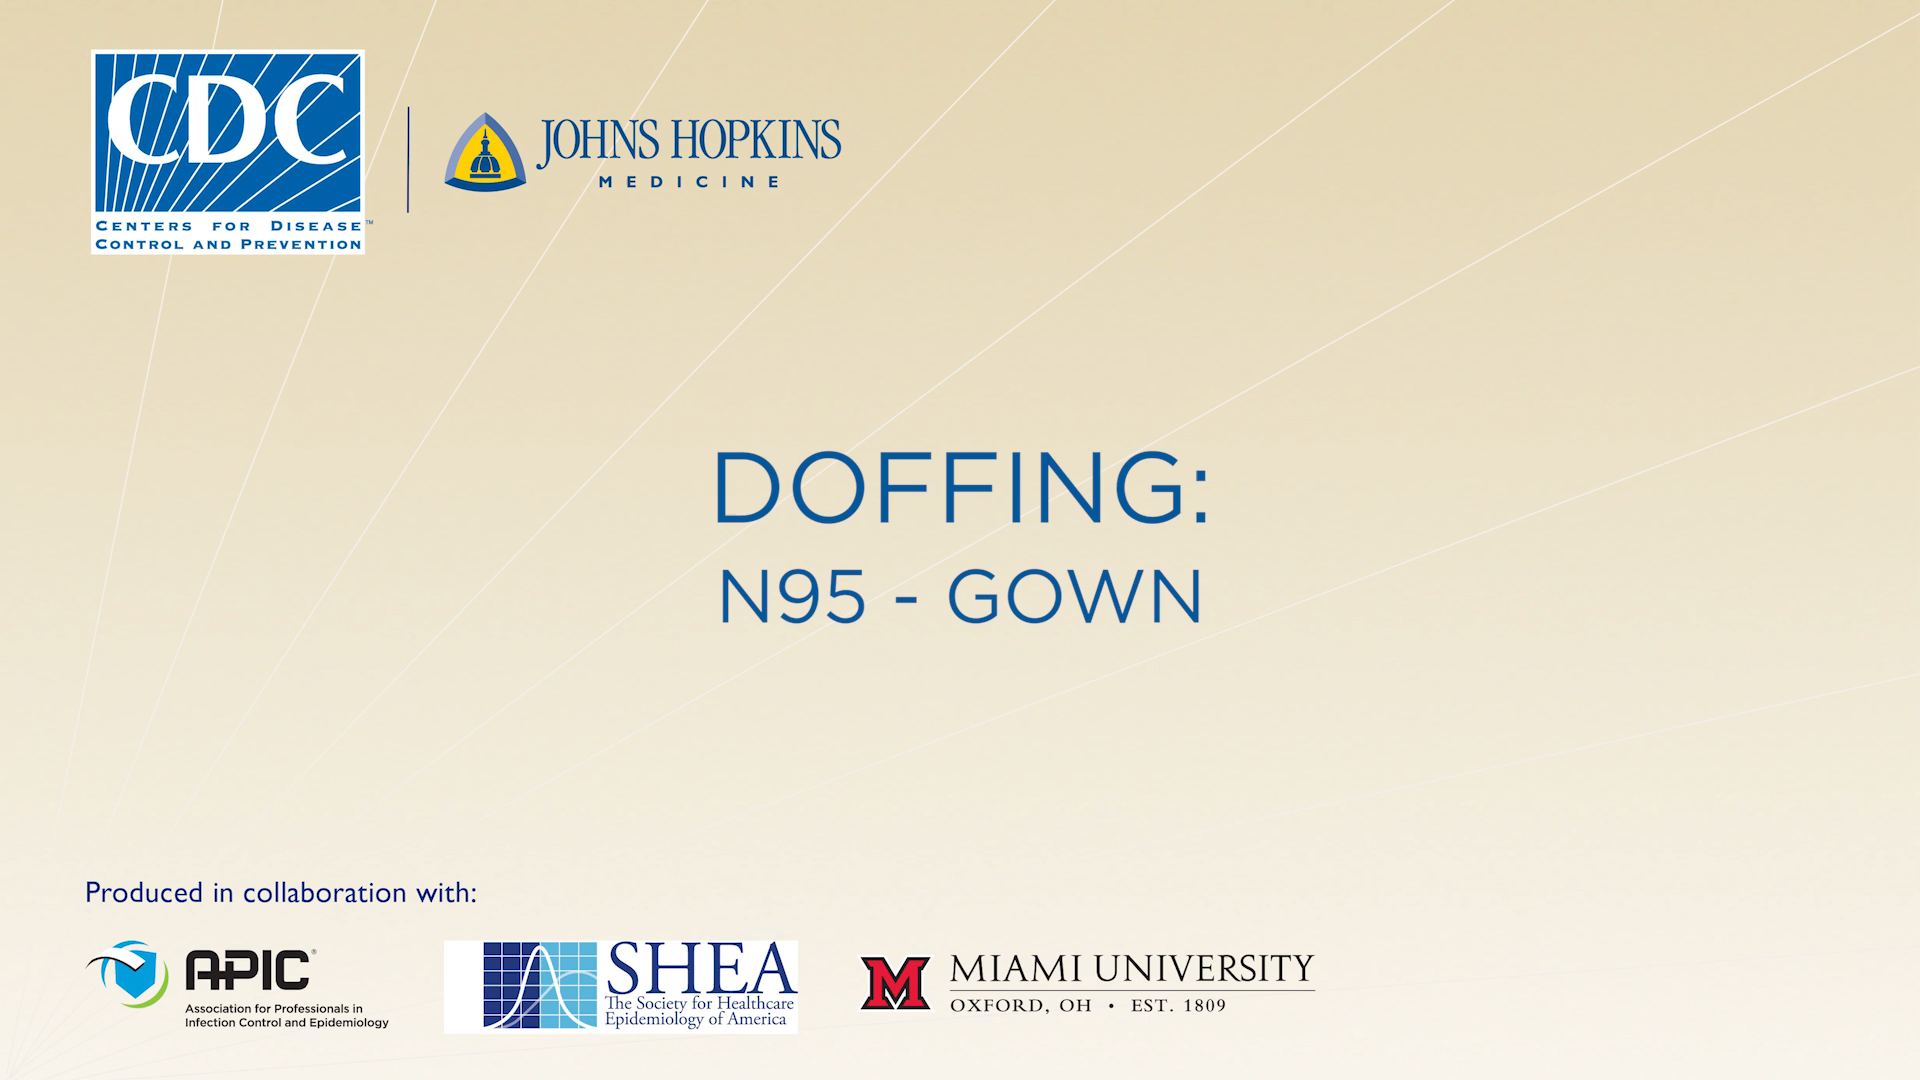 CDC
CENTERS FOR DISEASE™
CONTROL AND PREVENTION
JOHNS HOPKINS
MEDICINE
DOFFING:
N95 - GOWN
Produced in collaboration with:
APIC®
Association for Professionals in
Infection Control and Epidemiology
SHEA
The Society for Healthcare
Epidemiology of America
M
MIAMI UNIVERSITY
OXFORD, OH • EST. 1809